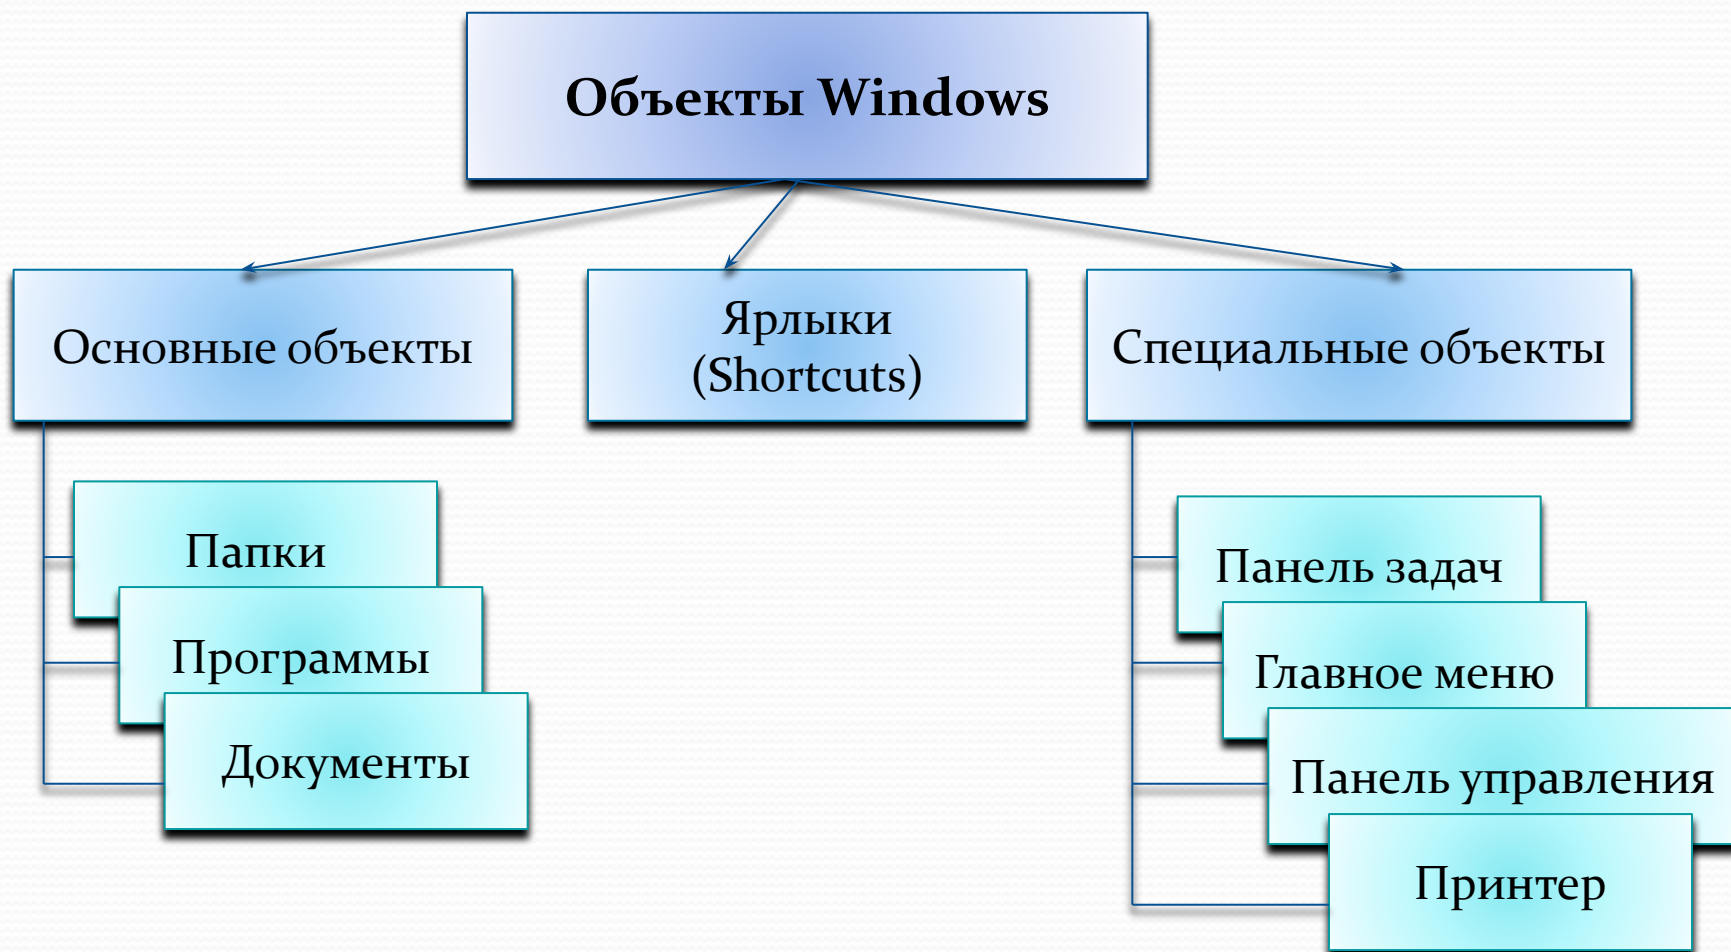 Объекты Windows
Основные объекты
Ярлыки
(Shortcuts)
Специальные объекты
Папки
Программы
Документы
Панель задач
Главное меню
Панель управления
Принтер